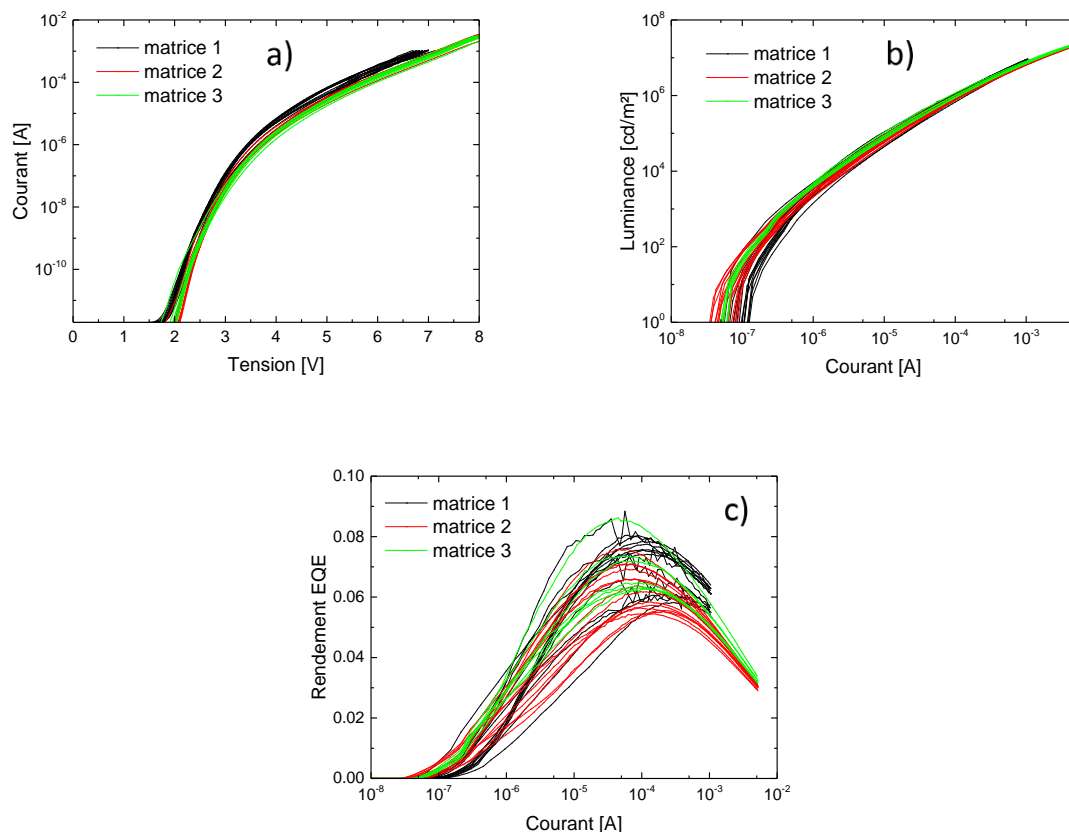 a)
matrice 1
matrice 2
matrice 3
Courant [A]
10⁻²
10⁻⁴
10⁻⁶
10⁻⁸
10⁻¹⁰
0 1 2 3 4 5 6 7 8
Tension [V]
b)
matrice 1
matrice 2
matrice 3
Luminance [cd/m²]
10⁸
10⁶
10⁴
10²
10⁰
10⁻⁸ 10⁻⁷ 10⁻⁶ 10⁻⁵ 10⁻⁴ 10⁻³
Courant [A]
c)
matrice 1
matrice 2
matrice 3
Rendement EQE
0.10
0.08
0.06
0.04
0.02
0.00
10⁻⁸ 10⁻⁷ 10⁻⁶ 10⁻⁵ 10⁻⁴ 10⁻³ 10⁻²
Courant [A]